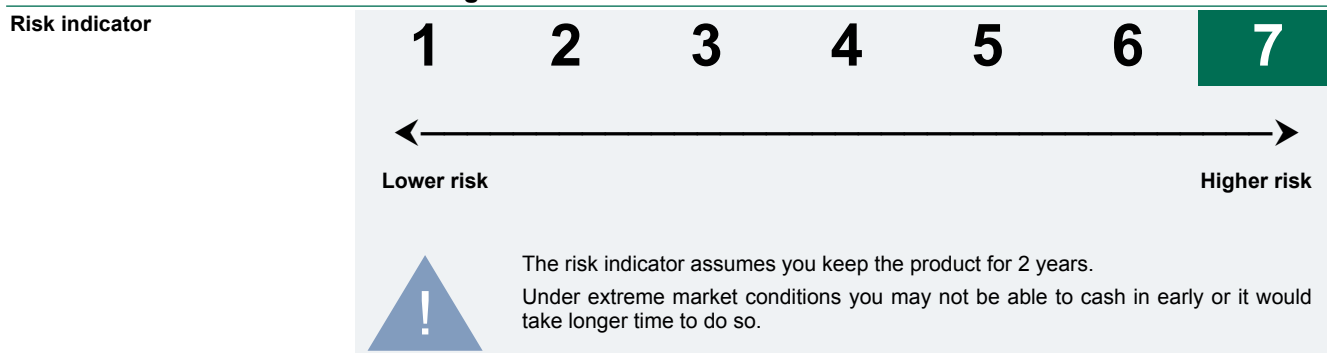 Risk indicator
1 2 3 4 5 6 7
Lower risk Higher risk
! The risk indicator assumes you keep the product for 2 years.
Under extreme market conditions you may not be able to cash in early or it would
take longer time to do so.